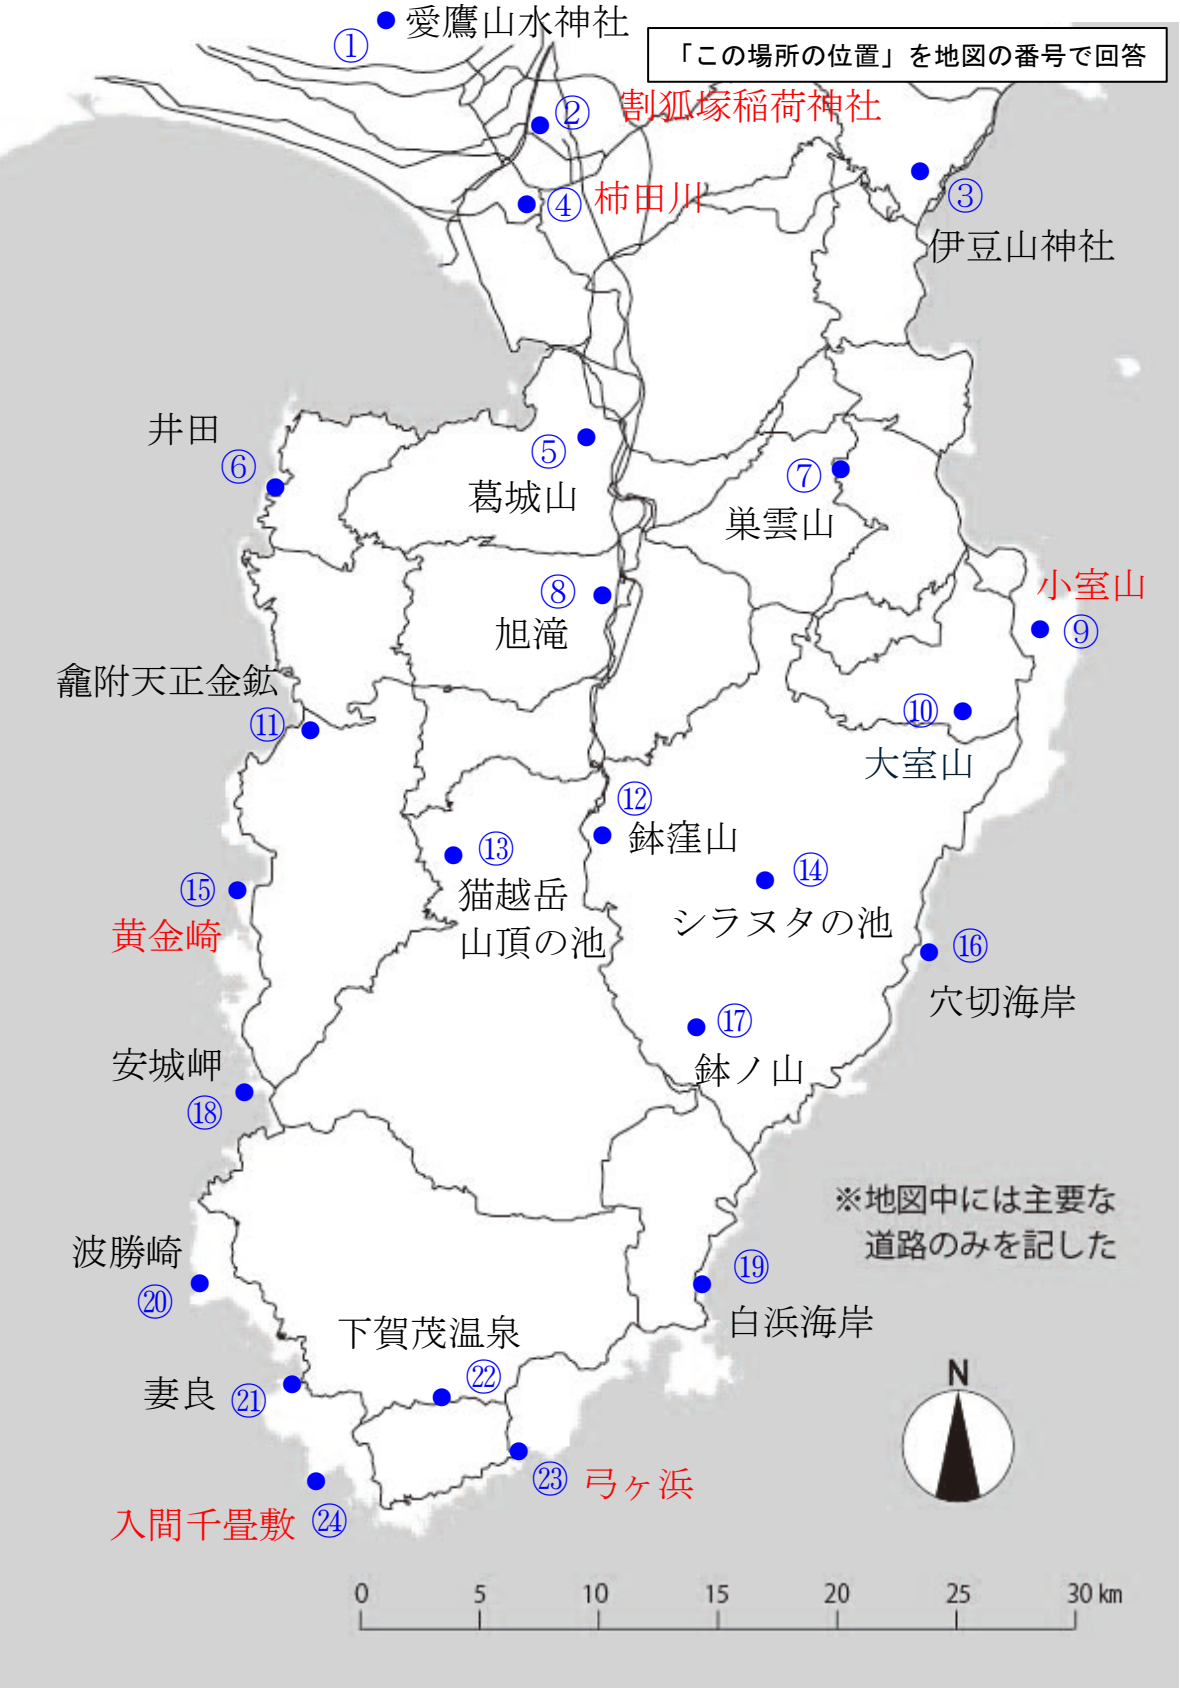 ① 愛鷹山水神社
「この場所の位置」を地図の番号で回答
② 割狐塚稲荷神社
③
伊豆山神社
④ 柿田川
⑤
葛城山
井田
⑥
⑦
巣雲山
⑧
旭滝
小室山
⑨
⑩
大室山
龕附天正金鉱
⑪
⑫
鉢窪山
⑬
猫越岳
山頂の池
⑭
シラヌタの池
⑮
黄金崎
⑯
穴切海岸
⑰
鉢ノ山
安城岬
⑱
※地図中には主要な
道路のみを記した
⑲
白浜海岸
波勝崎
⑳
下賀茂温泉
㉒
妻良 ㉑
㉓ 弓ヶ浜
入間千畳敷 ㉔
N
0 5 10 15 20 25 30 km